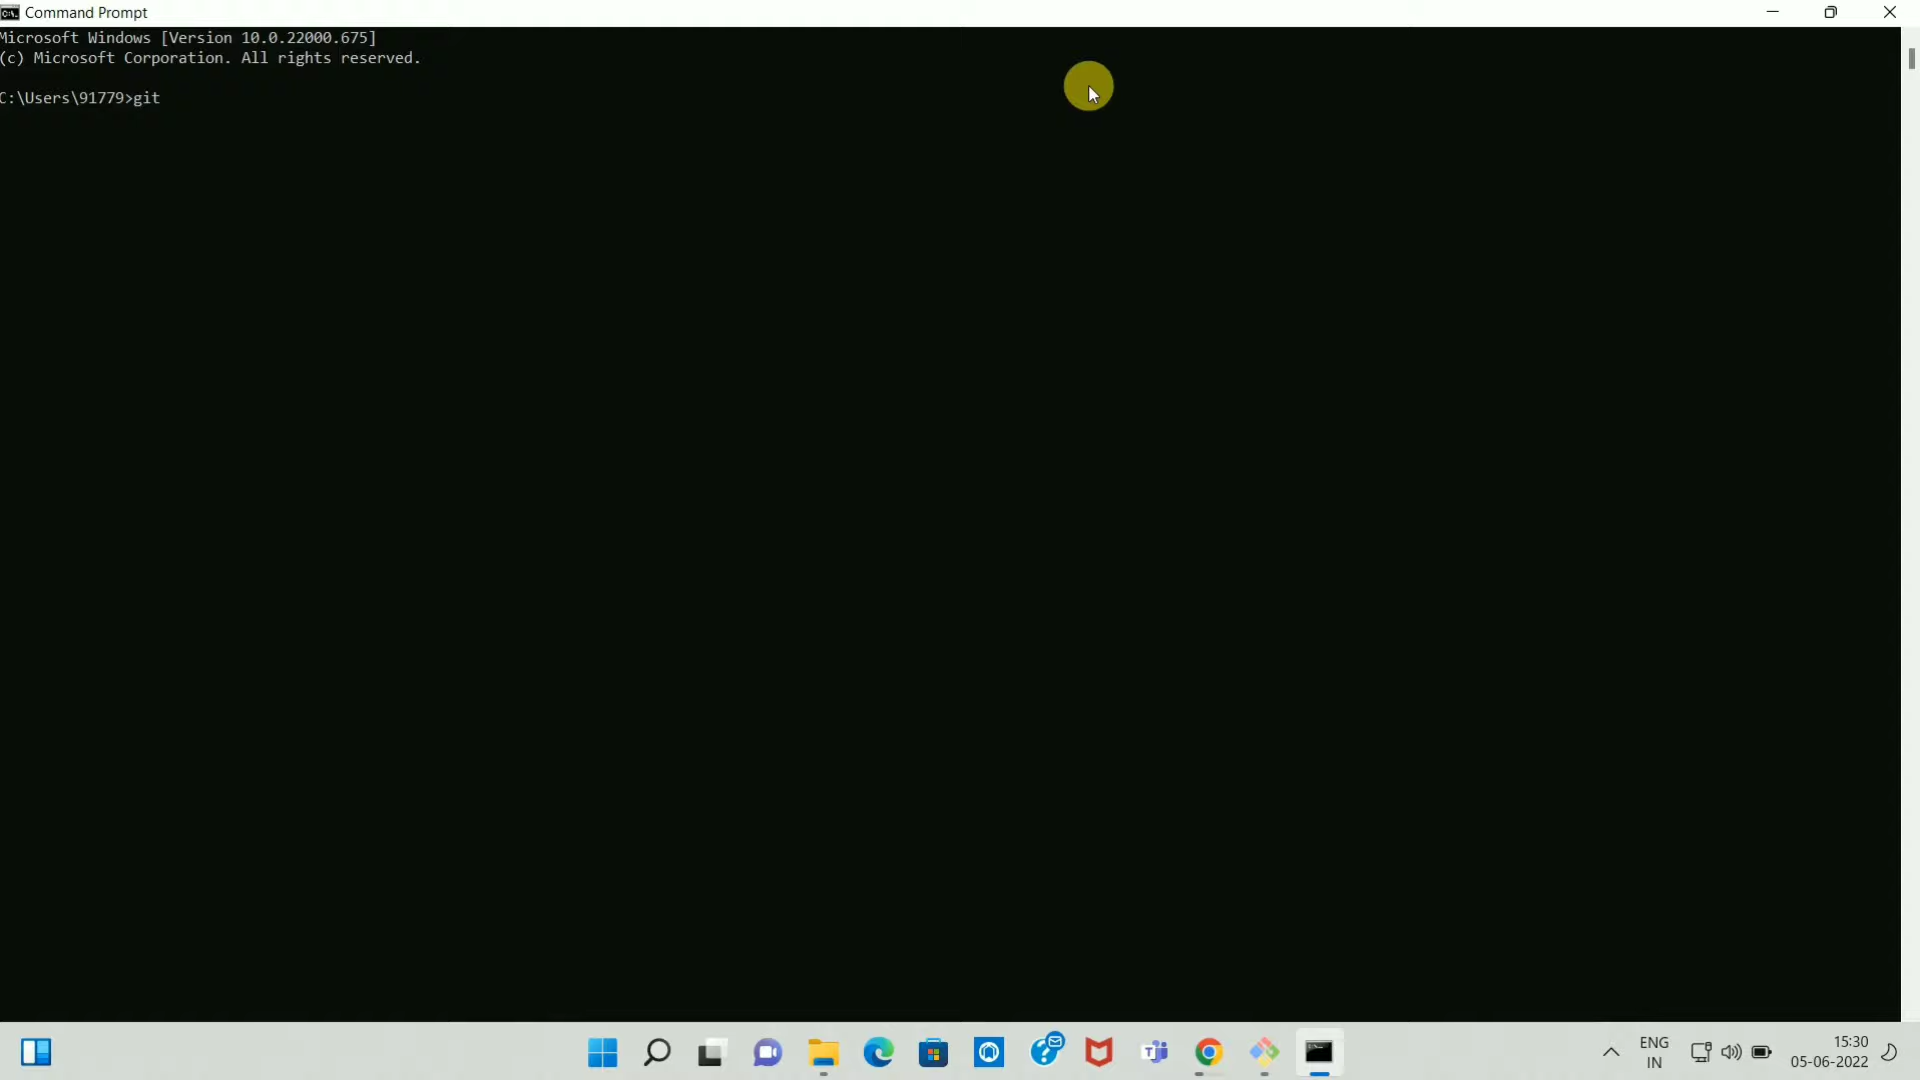 Command Prompt
Microsoft Windows [Version 10.0.22000.675]
(c) Microsoft Corporation. All rights reserved.
C:\Users\91779>git
ENG
IN
15:30
05-06-2022